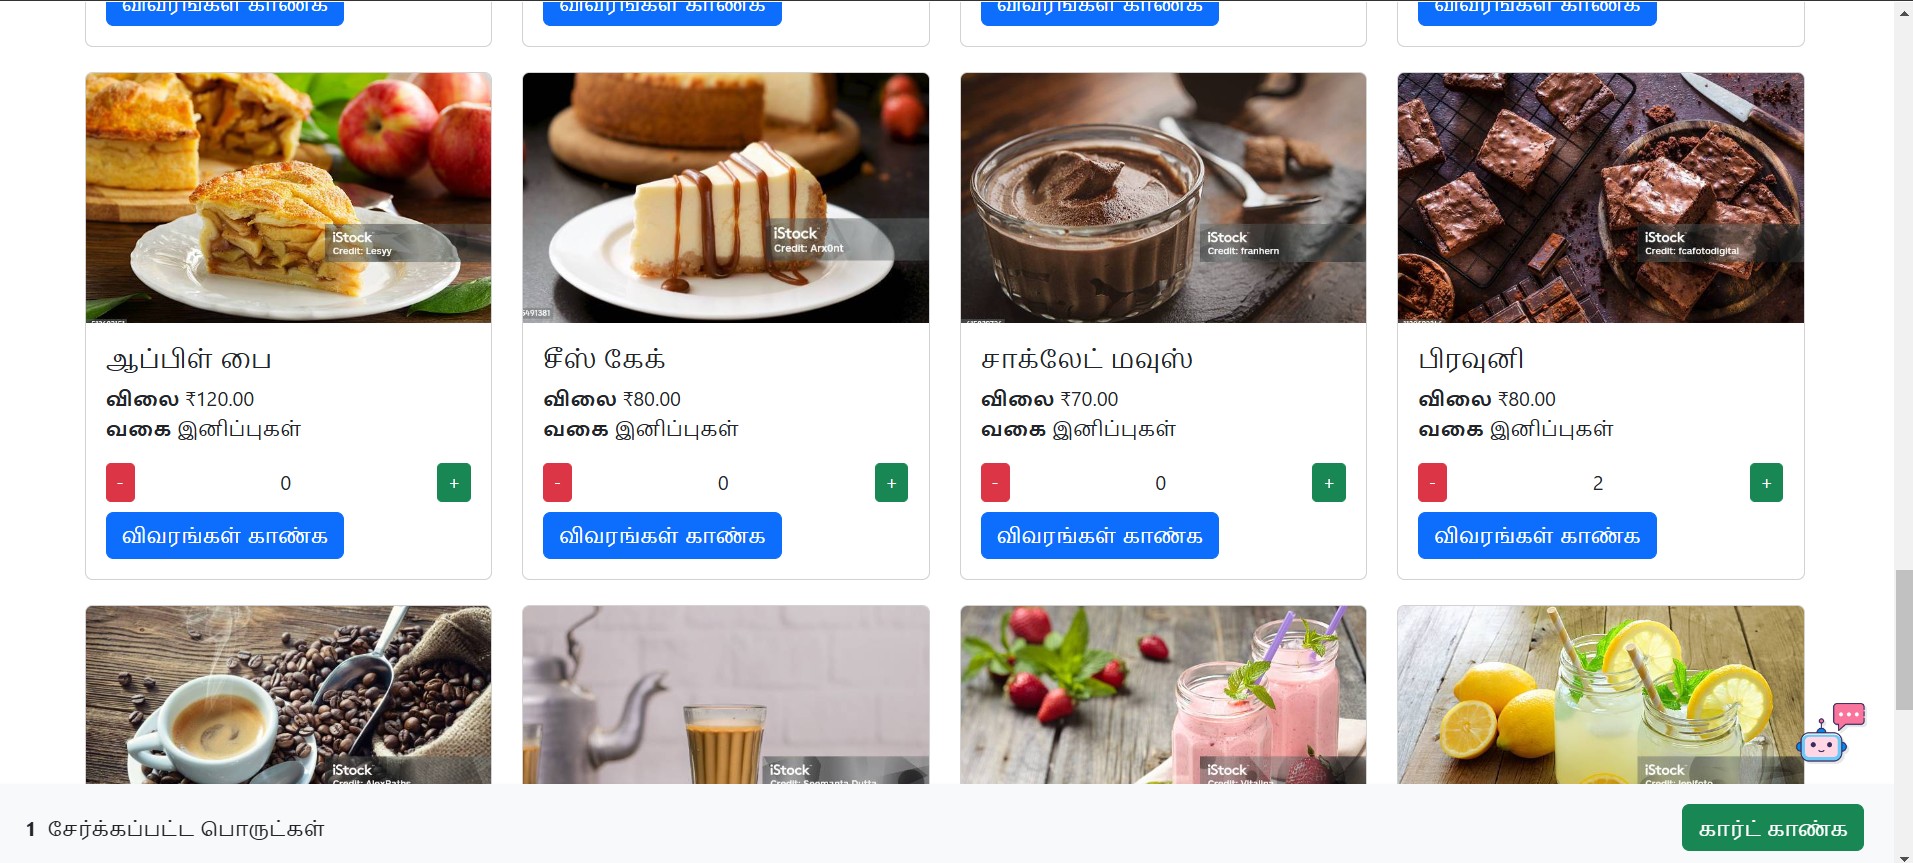 விவரங்கள் காண்க
விவரங்கள் காண்க
விவரங்கள் காண்க
விவரங்கள் காண்க
iStock
Credit: Lesyy
iStock
Credit: Arx0nt
iStock
Credit: franhern
iStock
Credit: fcafotodigital
ஆப்பிள் பை
விலை ₹120.00
வகை இனிப்புகள்
- 0 +
விவரங்கள் காண்க
சீஸ் கேக்
விலை ₹80.00
வகை இனிப்புகள்
- 0 +
விவரங்கள் காண்க
சாக்லேட் மவுஸ்
விலை ₹70.00
வகை இனிப்புகள்
- 0 +
விவரங்கள் காண்க
பிரவுனி
விலை ₹80.00
வகை இனிப்புகள்
- 2 +
விவரங்கள் காண்க
iStock
iStock
iStock
iStock
1 சேர்க்கப்பட்ட பொருட்கள்
கார்ட் காண்க